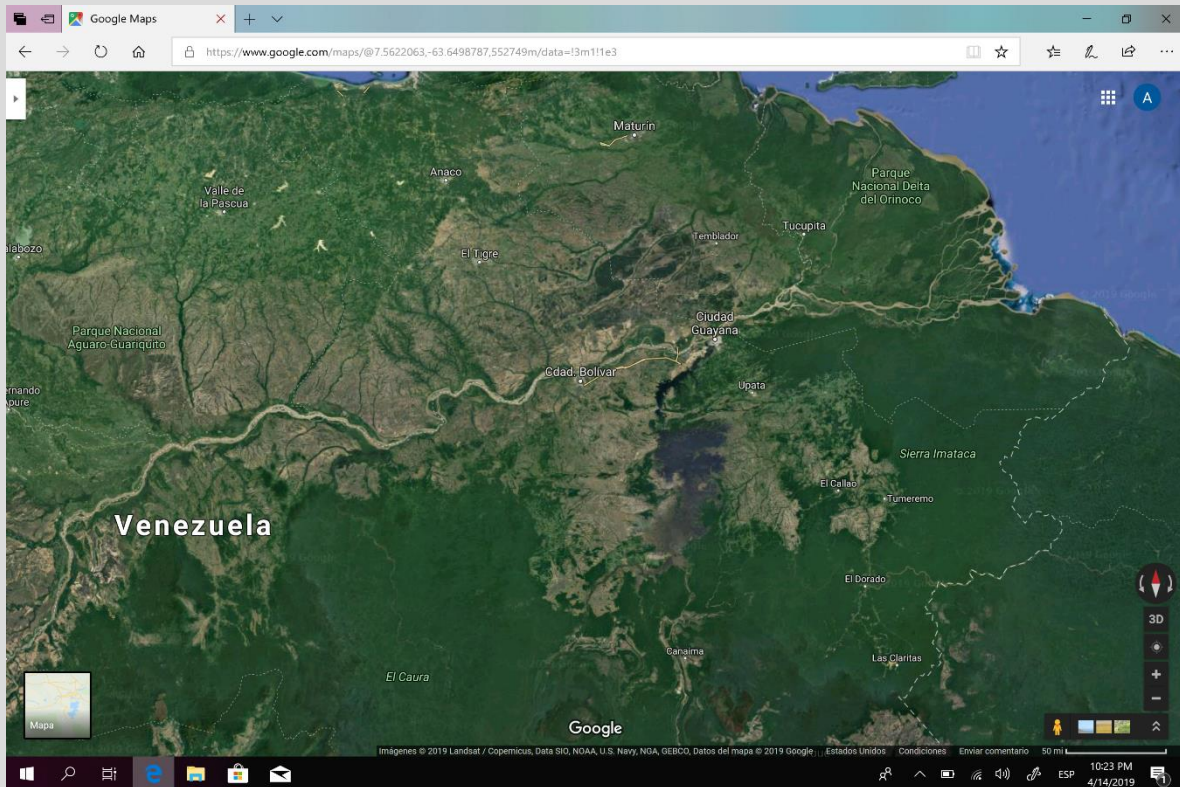 Google Maps
https://www.google.com/maps/@7.5622063,-63.6498787,552749m/data=!3m1!1e3
A
Maturín
Anaco
Valle de
la Pascua
Parque
Nacional Delta
del Orinoco
Tucupita
Temblador
alabozo
El Tigre
Ciudad
Guayana
Parque Nacional
Aguaro-Guariquito
Cdad. Bolívar
Upata
ernando
Apure
Sierra Imataca
El Callao
Tumeremo
Venezuela
El Dorado
3D
Canaima
Las Claritas
El Caura
Mapa
Google
Imágenes © 2019 Landsat / Copernicus, Data SIO, NOAA, U.S. Navy, NGA, GEBCO, Datos del mapa © 2019 Google Estados Unidos Condiciones Enviar comentario 50 mi
ESP
10:23 PM
4/14/2019
1